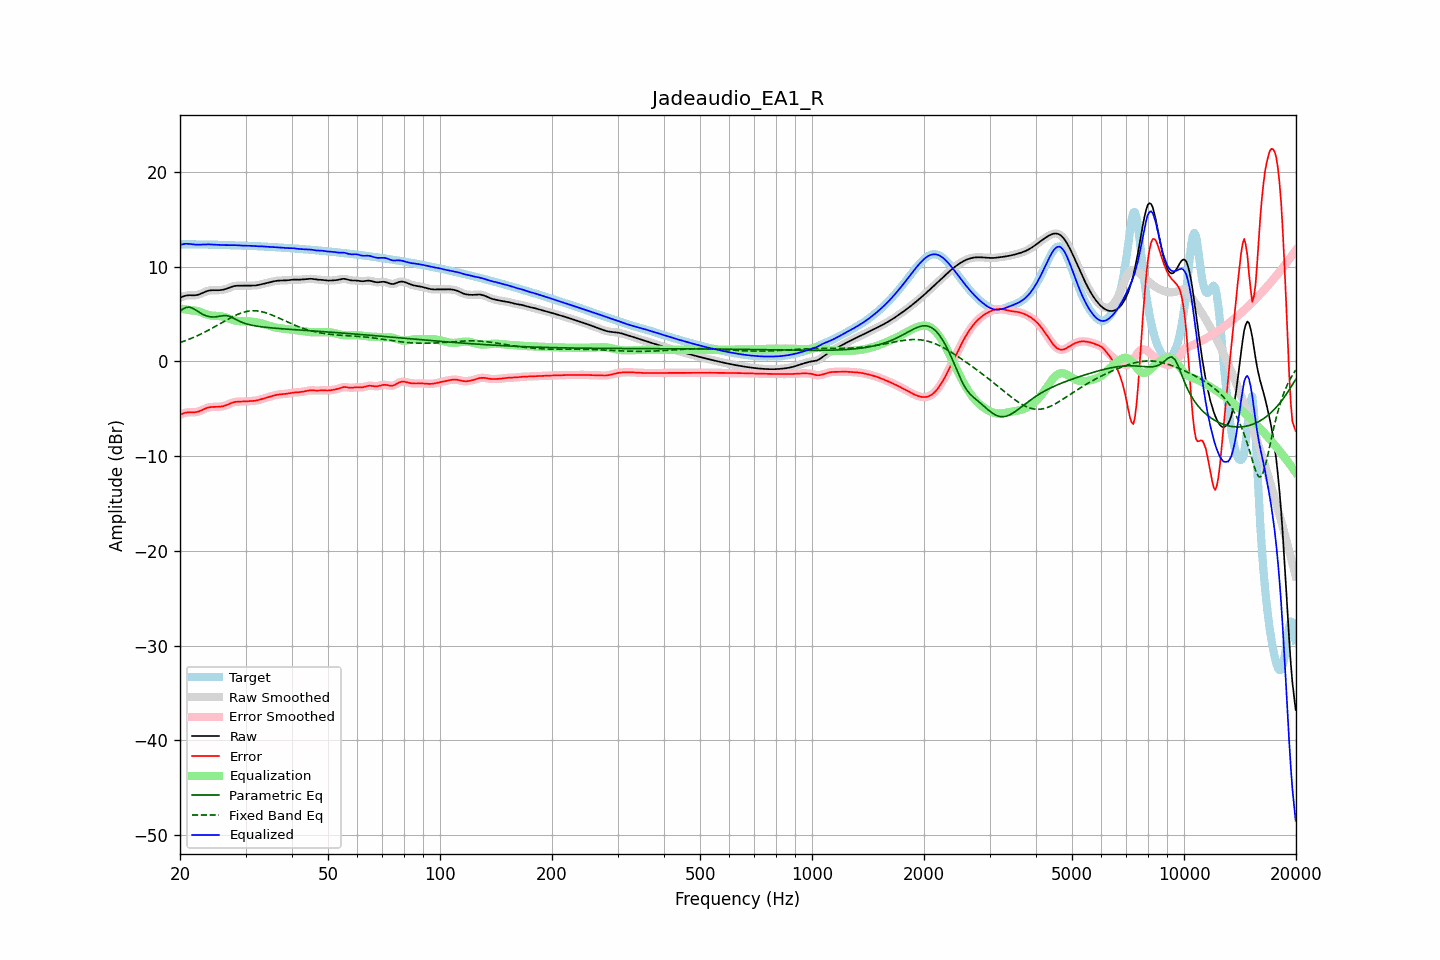 Jadeaudio_EA1_R
20
10
0
−10
−20
−30
−40
−50
Amplitude (dBr)
Target
Raw Smoothed
Error Smoothed
Raw
Error
Equalization
Parametric Eq
Fixed Band Eq
Equalized
20 50 100 200 500 1000 2000 5000 10000 20000
Frequency (Hz)